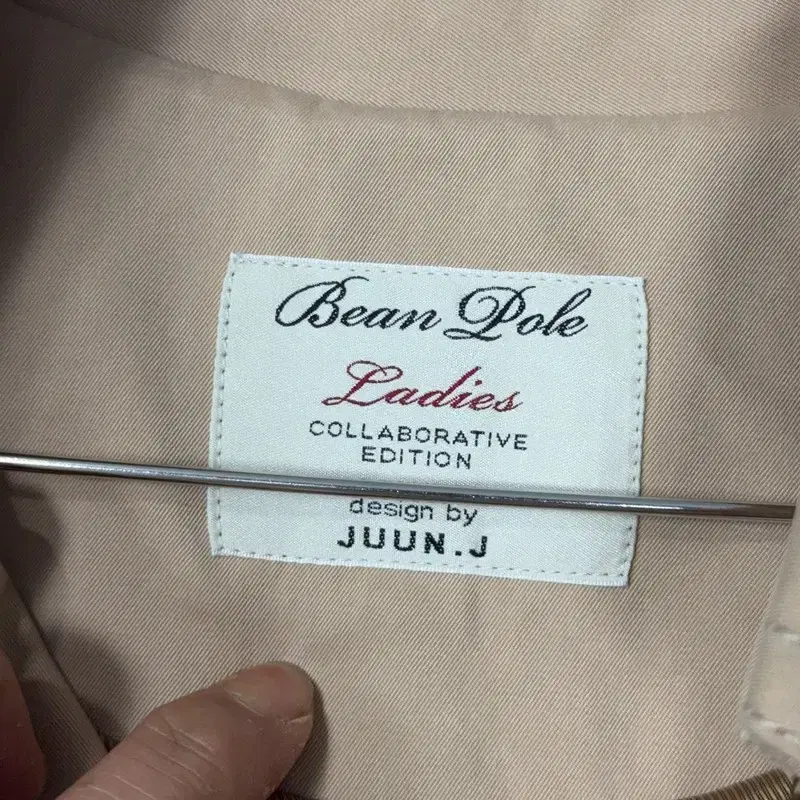 Bean Pole
Ladies
COLLABORATIVE
EDITION
design by
JUUN.J